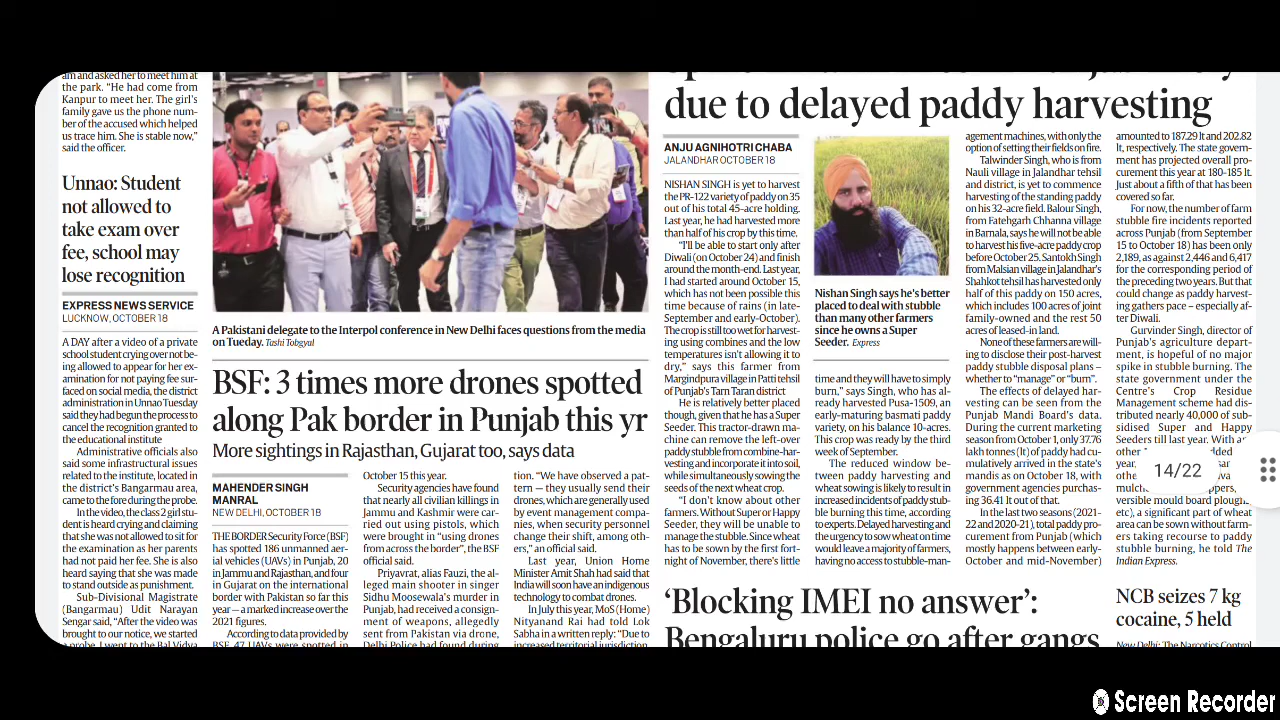 am and asked her to meet him at
the park. "He had come from
Kanpur to meet her. The girl's
family gave us the phone num-
ber of the accused which helped
us trace him. She is stable now,"
said the officer.
Unnao: Student
not allowed to
take exam over
fee, school may
lose recognition
EXPRESS NEWS SERVICE
LUCKNOW, OCTOBER 18
A DAY after a video of a private
school student crying over not be-
ing allowed to appear for her ex-
amination for not paying fee sur-
faced on social media, the district
administration in Unnao Tuesday
said they had begun the process to
cancel the recognition granted to
the educational institute
Administrative officials also
said some infrastructural issues
related to the institute, located in
the district's Bangarmau area,
came to the fore during the probe.
In the video, the class 2 girl stu-
dent is heard crying and claiming
that she was not allowed to sit for
the examination as her parents
had not paid her fee. She is also
heard saying that she was made
to stand outside as punishment.
Sub-Divisional Magistrate
(Bangarmau) Udit Narayan
Sengar said, "After the video was
brought to our notice, we started
a probe. I went to the Bal Vidya
A Pakistani delegate to the Interpol conference in New Delhi faces questions from the media
on Tueday. Tashi Tobgyal
BSF: 3 times more drones spotted
along Pak border in Punjab this yr
More sightings in Rajasthan, Gujarat too, says data
MAHENDER SINGH
MANRAL
NEW DELHI, OCTOBER 18
THE BORDER Security Force (BSF)
has spotted 186 unmanned aer-
ial vehicles (UAVs) in Punjab, 20
in Jammu and Rajasthan, and four
in Gujarat on the international
border with Pakistan so far this
year — a marked increase over the
2021 figures.
According to data provided by
BSF, 47 UAVs were spotted in
October 15 this year.
Security agencies have found
that nearly all civilian killings in
Jammu and Kashmir were car-
ried out using pistols, which
were brought in "using drones
from across the border", the BSF
official said.
Priyavrat, alias Fauzi, the al-
leged main shooter in singer
Sidhu Moosewala's murder in
Punjab, had received a consign-
ment of weapons, allegedly
sent from Pakistan via drone,
Delhi Police had found during
tion. "We have observed a pat-
tern — they usually send their
drones, which are generally used
by event management compa-
nies, when security personnel
change their shift, among oth-
ers," an official said.
Last year, Union Home
Minister Amit Shah had said that
India will soon have an indigenous
technology to combat drones.
In July this year, MoS (Home)
Nityanand Rai had told Lok
Sabha in a written reply: "Due to
increased territorial jurisdiction,
due to delayed paddy harvesting
ANJU AGNIHOTRI CHABA
JALANDHAR OCTOBER 18
NISHAN SINGH is yet to harvest
the PR-122 variety of paddy on 35
out of his total 45-acre holding.
Last year, he had harvested more
than half of his crop by this time.
"I'll be able to start only after
Diwali (on October 24) and finish
around the month-end. Last year,
I had started around October 15,
which has not been possible this
time because of rains (in late-
September and early-October).
The crop is still too wet for harvest-
ing using combines and the low
temperatures isn't allowing it to
dry," says this farmer from
Margindpura village in Patti tehsil
of Punjab's Tarn Taran district.
He is relatively better placed
though, given that he has a Super
Seeder. This tractor-drawn ma-
chine can remove the left-over
paddy stubble from combine-har-
vesting and incorporate it into soil,
while simultaneously sowing the
seeds of the next wheat crop.
"I don't know about other
farmers. Without Super or Happy
Seeder, they will be unable to
manage the stubble. Since wheat
has to be sown by the first fort-
night of November, there's little
Nishan Singh says he's better
placed to deal with stubble
than many other farmers
since he owns a Super
Seeder. Express
time and they will have to simply
burn," says Singh, who has al-
ready harvested Pusa-1509, an
early-maturing basmati paddy
variety, on his balance 10-acres.
This crop was ready by the third
week of September.
The reduced window be-
tween paddy harvesting and
wheat sowing is likely to result in
increased incidents of paddy stub-
ble burning this time, according
to experts. Delayed harvesting and
the urgency to sow wheat on time
would leave a majority of farmers,
having no access to stubble-man-
agement machines, with only the
option of setting their fields on fire.
Talwinder Singh, who is from
Nauli village in Jalandhar tehsil
and district, is yet to commence
harvesting of the standing paddy
on his 32-acre field. Balour Singh,
from Fatehgarh Chhanna village
in Barnala, says he will not be able
to harvest his five-acre paddy crop
before October 25. Santokh Singh
from Malsian village in Jalandhar's
Shahkot tehsil has harvested only
half of this paddy on 150 acres,
which includes 100 acres of joint
family-owned and the rest 50
acres of leased-in land.
None of these farmers are will-
ing to disclose their post-harvest
paddy stubble disposal plans –
whether to "manage" or "burn".
The effects of delayed har-
vesting can be seen from the
Punjab Mandi Board's data.
During the current marketing
season from October 1, only 37.76
lakh tonnes (lt) of paddy had cu-
mulatively arrived in the state's
mandis as on October 18, with
government agencies purchas-
ing 36.41 lt out of that.
In the last two seasons (2021-
22 and 2020-21), total paddy pro-
curement from Punjab (which
mostly happens between early-
October and mid-November)
amounted to 187.29 lt and 202.82
lt, respectively. The state govern-
ment has projected overall pro-
curement this year at 180-185 lt.
Just about a fifth of that has been
covered so far.
For now, the number of farm
stubble fire incidents reported
across Punjab (from September
15 to October 18) has been only
2,189, as against 2,446 and 6,417
for the corresponding period of
the preceding two years. But that
could change as paddy harvest-
ing gathers pace – especially af-
ter Diwali.
Gurvinder Singh, director of
Punjab's agriculture depart-
ment, is hopeful of no major
spike in stubble burning. The
state government under the
Centre's Crop Residue
Management scheme had dis-
tributed nearly 40,000 of sub-
sidised Super and Happy
Seeders till last year. With
other
year,
versible mould board ploughs,
etc), a significant part of wheat
area can be sown without farm-
ers taking recourse to paddy
stubble burning, he told The
Indian Express.
14/22
'Blocking IMEI no answer':
Bengaluru police go after gangs
NCB seizes 7 kg
cocaine, 5 held
New Delhi: The Narcotics Control
Screen Recorder